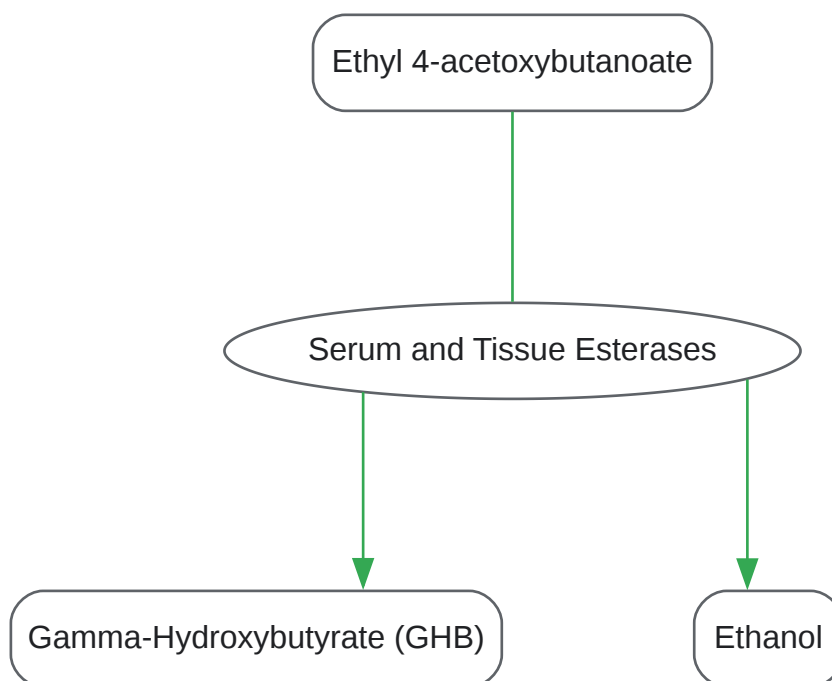 Ethyl 4-acetoxybutanoate
Serum and Tissue Esterases
Gamma-Hydroxybutyrate (GHB)
Ethanol